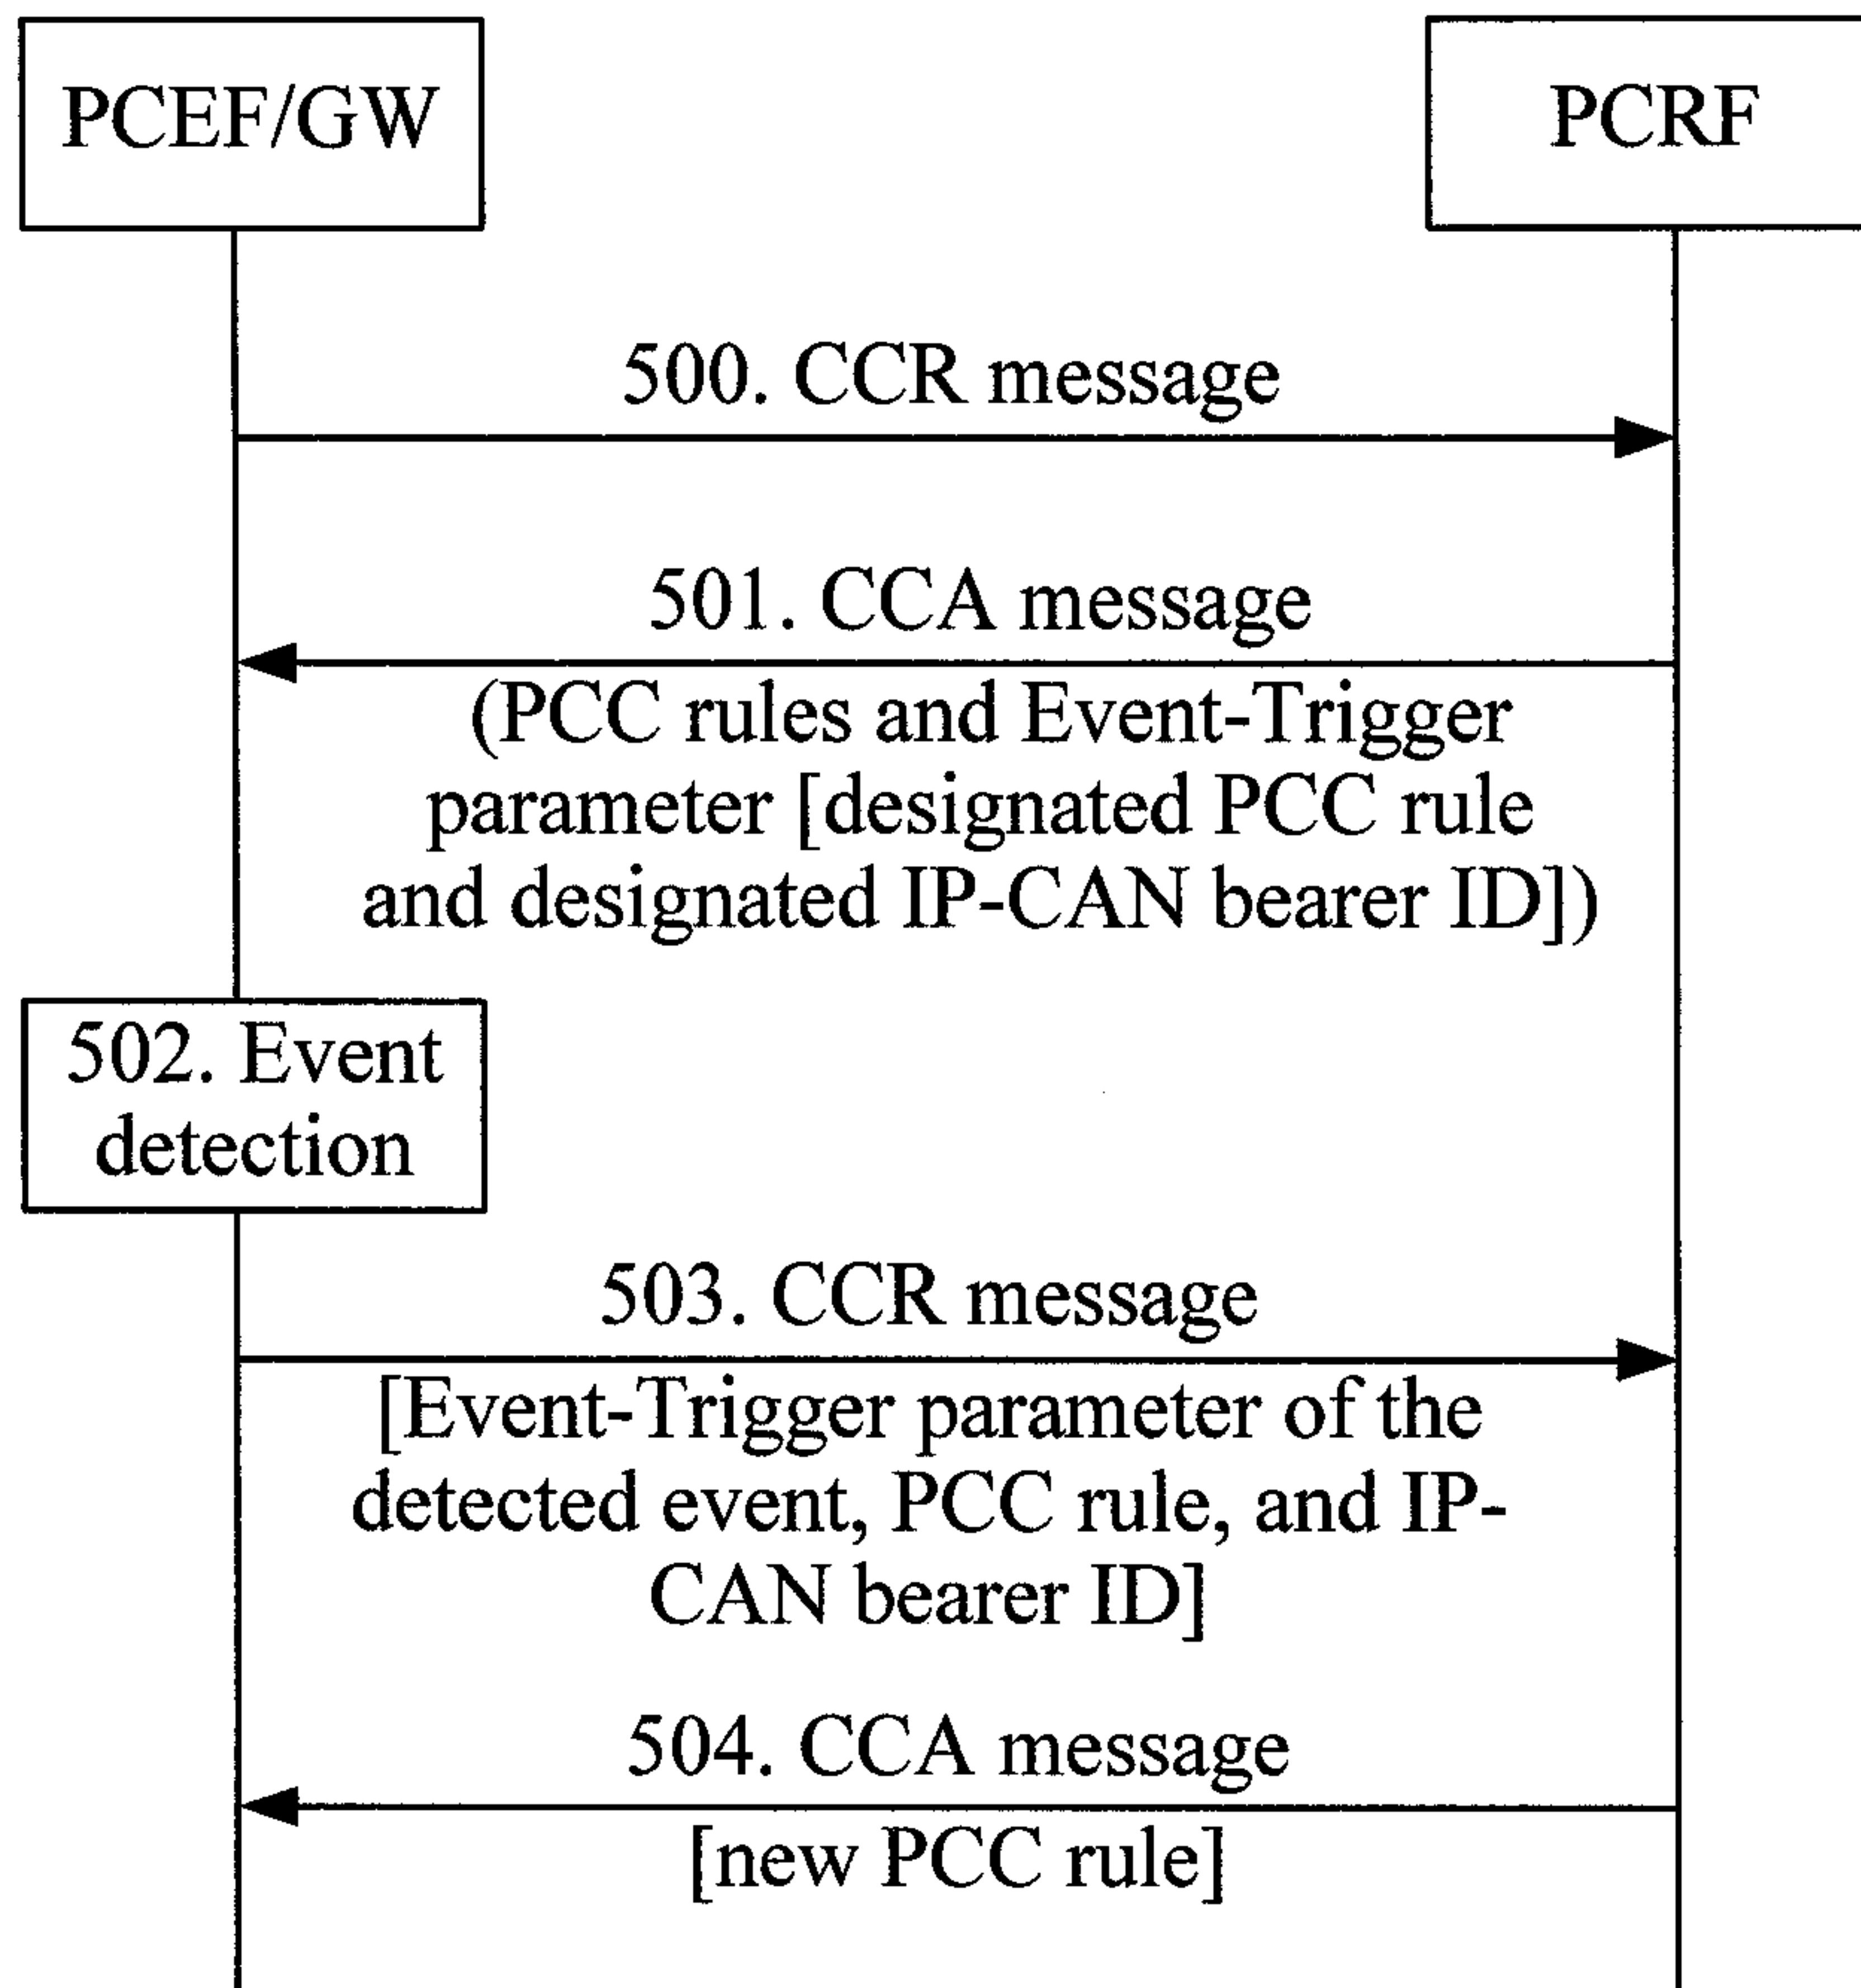 PCEF/GW
PCRF
500. CCR message
501. CCA message
(PCC rules and Event-Trigger
parameter [designated PCC rule
and designated IP-CAN bearer ID])
502. Event
detection
503. CCR message
[Event-Trigger parameter of the
detected event, PCC rule, and IP-
CAN bearer ID]
504. CCA message
[new PCC rule]